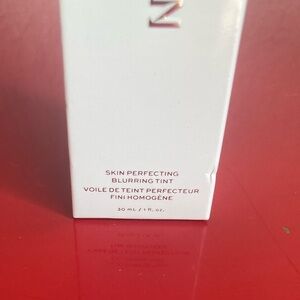 N
SKIN PERFECTING
BLURRING TINT
VOILE DE TEINT PERFECTEUR
FINI HOMOGÈNE
30 mL / 1 fl. oz.